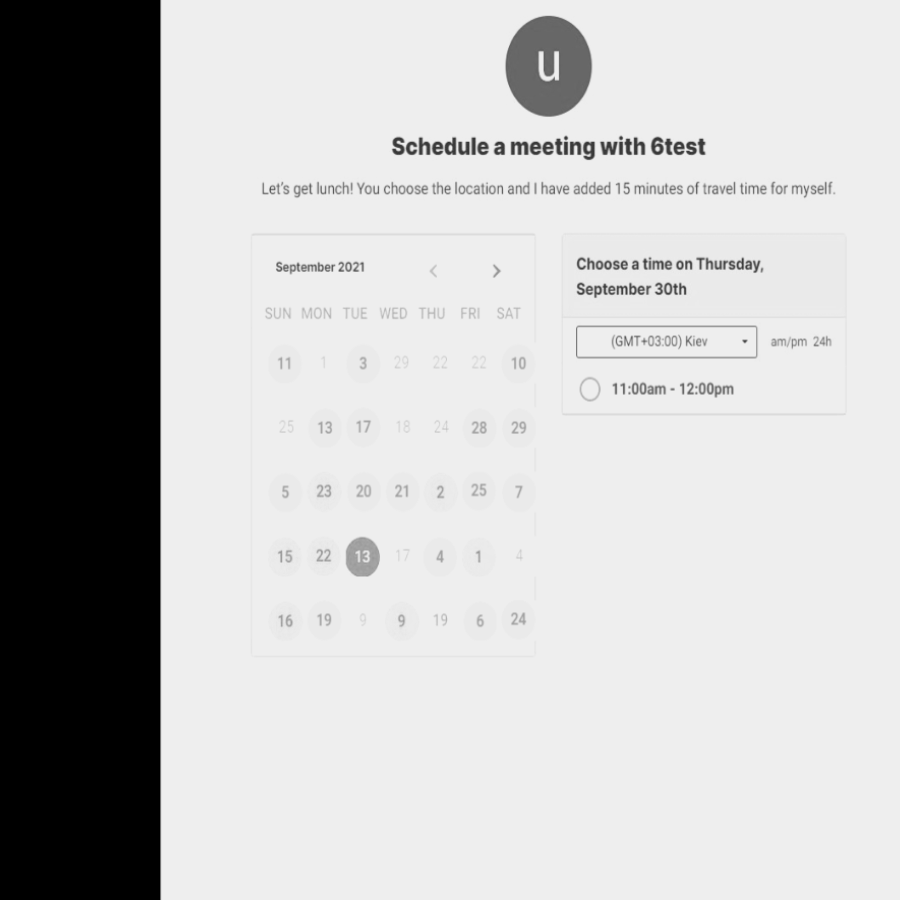 u
Schedule a meeting with 6test
Let's get lunch! You choose the location and I have added 15 minutes of travel time for myself.
September 2021
SUN MON TUE WED THU FRI SAT
11 1 3 29 22 22 10
25 13 17 18 24 28 29
5 23 20 21 2 25 7
15 22 13 17 4 1 4
16 19 9 9 19 6 24
Choose a time on Thursday,
September 30th
(GMT+03:00) Kiev am/pm 24h
11:00am - 12:00pm